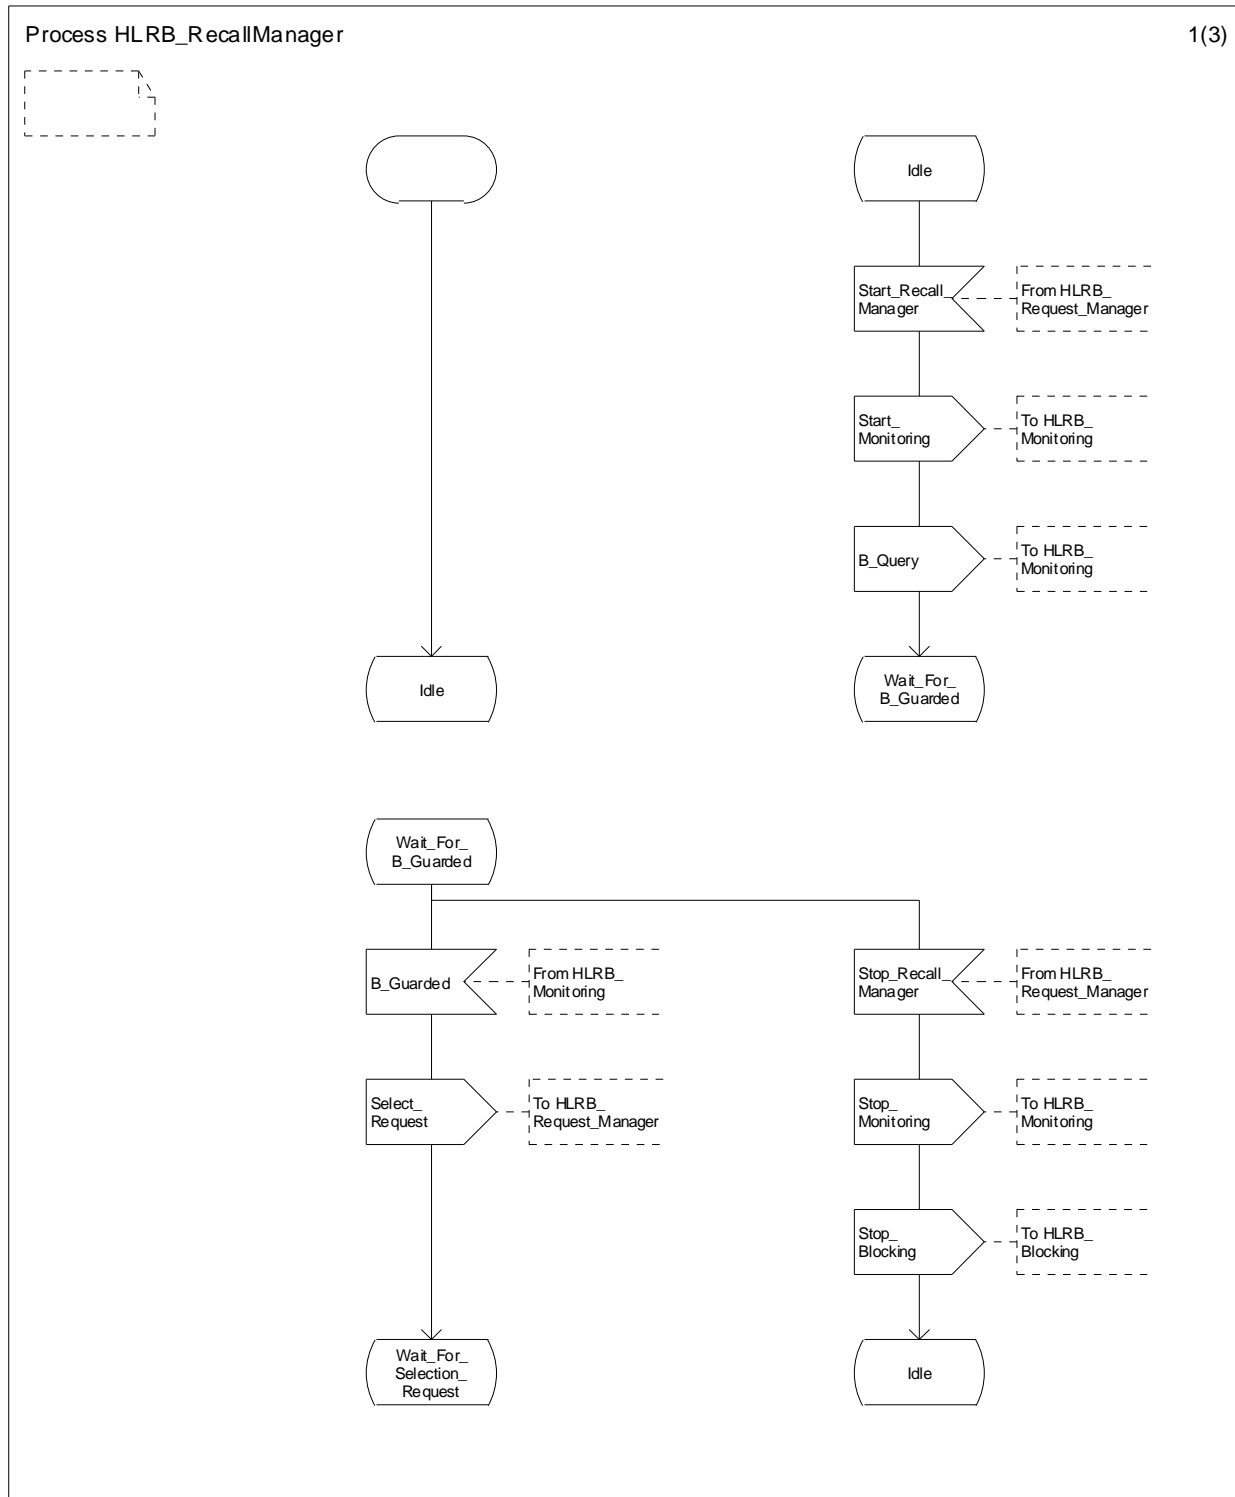 Process HLRB_RecallManager
1(3)
Idle
Start_Recall_
Manager
From HLRB_
Request_Manager
Start_
Monitoring
To HLRB_
Monitoring
B_Query
To HLRB_
Monitoring
Idle
Wait_For_
B_Guarded
Wait_For_
B_Guarded
B_Guarded
From HLRB_
Monitoring
Stop_Recall_
Manager
From HLRB_
Request_Manager
Select_
Request
To HLRB_
Request_Manager
Stop_
Monitoring
To HLRB_
Monitoring
Stop_
Blocking
To HLRB_
Blocking
Wait_For_
Selection_
Request
Idle